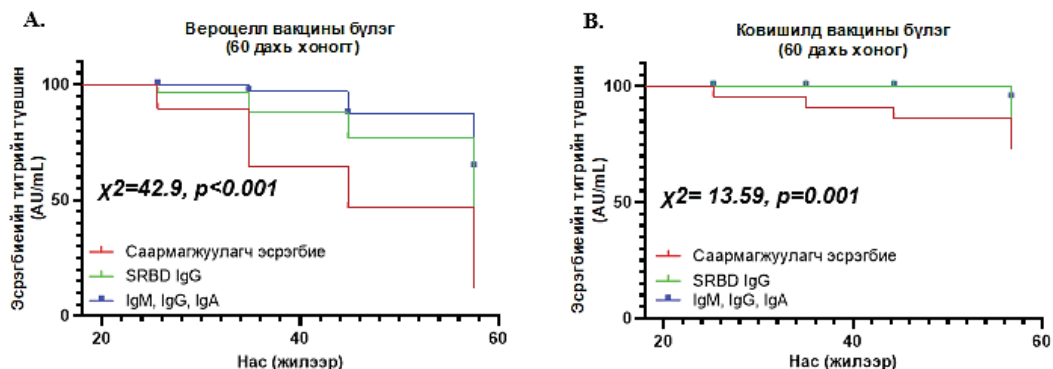 A.
Вероцелл вакцины бүлэг
(60 дахь хоногт)
Эсрэгбиеийн титрийн түвшин
(AU/mL)
100
50
0
χ2=42.9, p<0.001
Саармагжуулагч эсрэгбие
SRBD IgG
IgM, IgG, IgA
20
40
60
Нас (жилээр)
B.
Ковишилд вакцины бүлэг
(60 дахь хоног)
Эсрэгбиеийн титрийн түвшин
(AU/mL)
100
50
0
χ2= 13.59, p=0.001
Саармагжуулагч эсрэгбие
SRBD IgG
IgM, IgG, IgA
20
40
60
Нас (жилээр)